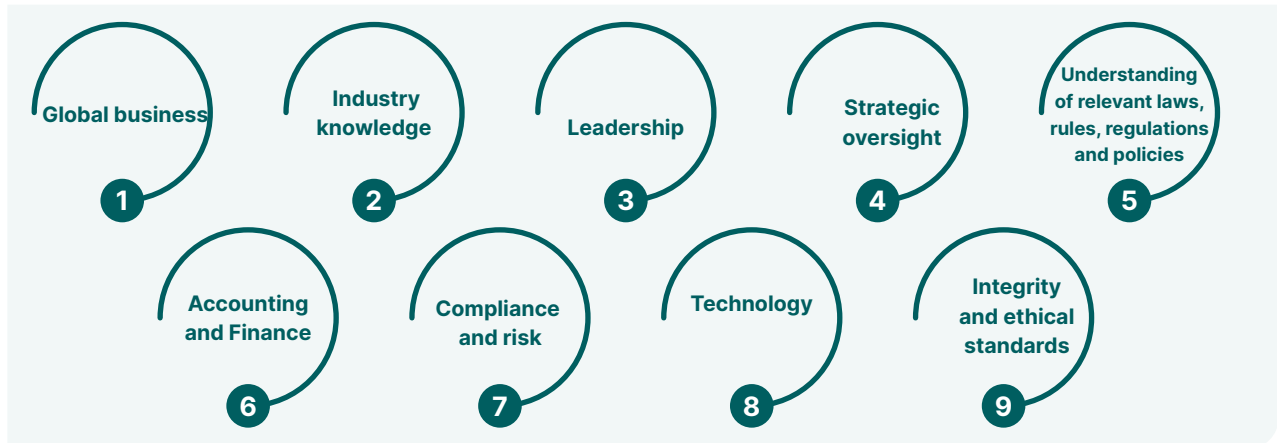 Global business
1
Industry
knowledge
2
Leadership
3
Strategic
oversight
4
Understanding
of relevant laws,
rules, regulations
and policies
5
Accounting
and Finance
6
Compliance
and risk
7
Technology
8
Integrity
and ethical
standards
9